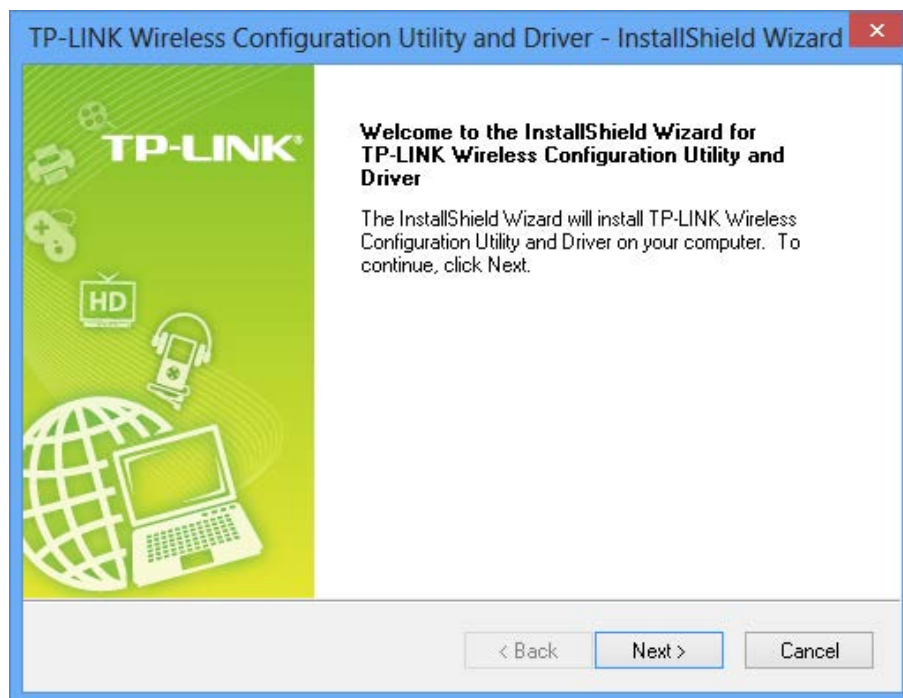 TP-LINK Wireless Configuration Utility and Driver - InstallShield Wizard
TP-LINK®
Welcome to the InstallShield Wizard for
TP-LINK Wireless Configuration Utility and
Driver
The InstallShield Wizard will install TP-LINK Wireless
Configuration Utility and Driver on your computer. To
continue, click Next.
HD
< Back
Next >
Cancel